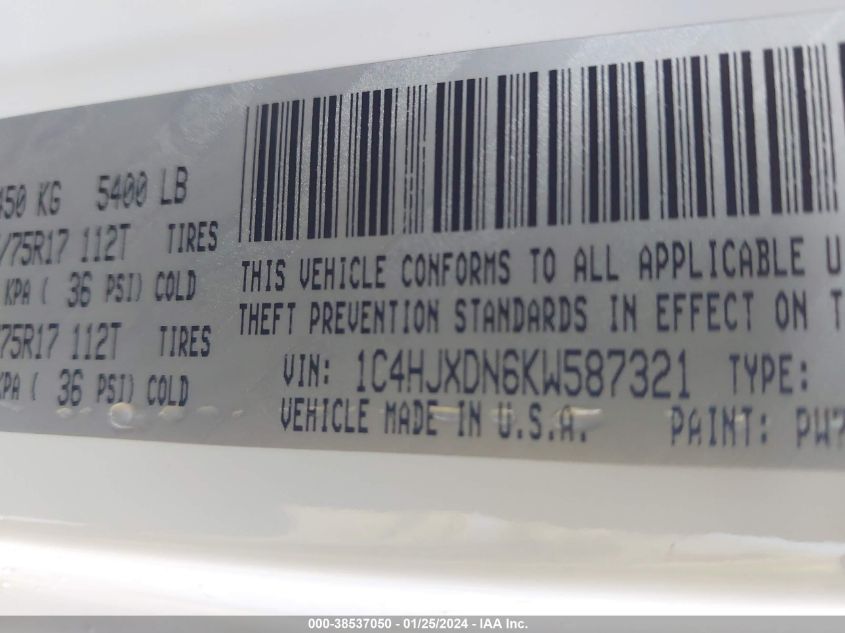 450 KG 5400 LB
/75R17 112T TIRES
KPA ( 36 PSI) COLD
75R17 112T TIRES
KPA ( 36 PSI) COLD
THIS VEHICLE CONFORMS TO ALL APPLICABLE U
THEFT PREVENTION STANDARDS IN EFFECT ON T
VIN: 1C4HJXDN6KW587321 TYPE:
VEHICLE MADE IN U.S.A. PAINT: PW7
000-38537050 - 01/25/2024 - IAA Inc.